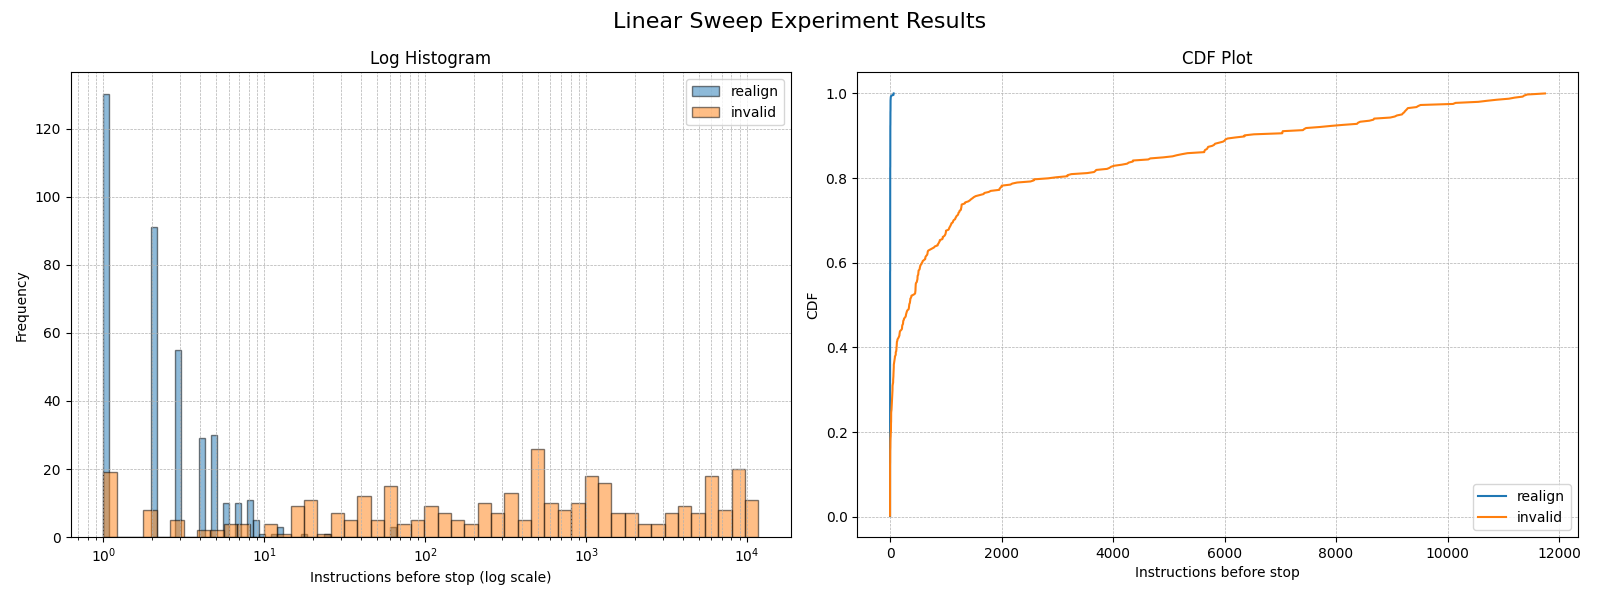 Linear Sweep Experiment Results
Log Histogram
Frequency
120
100
80
60
40
20
0
realign
invalid
10⁰ 10¹ 10² 10³ 10⁴
Instructions before stop (log scale)
CDF Plot
CDF
1.0
0.8
0.6
0.4
0.2
0.0
realign
invalid
0 2000 4000 6000 8000 10000 12000
Instructions before stop